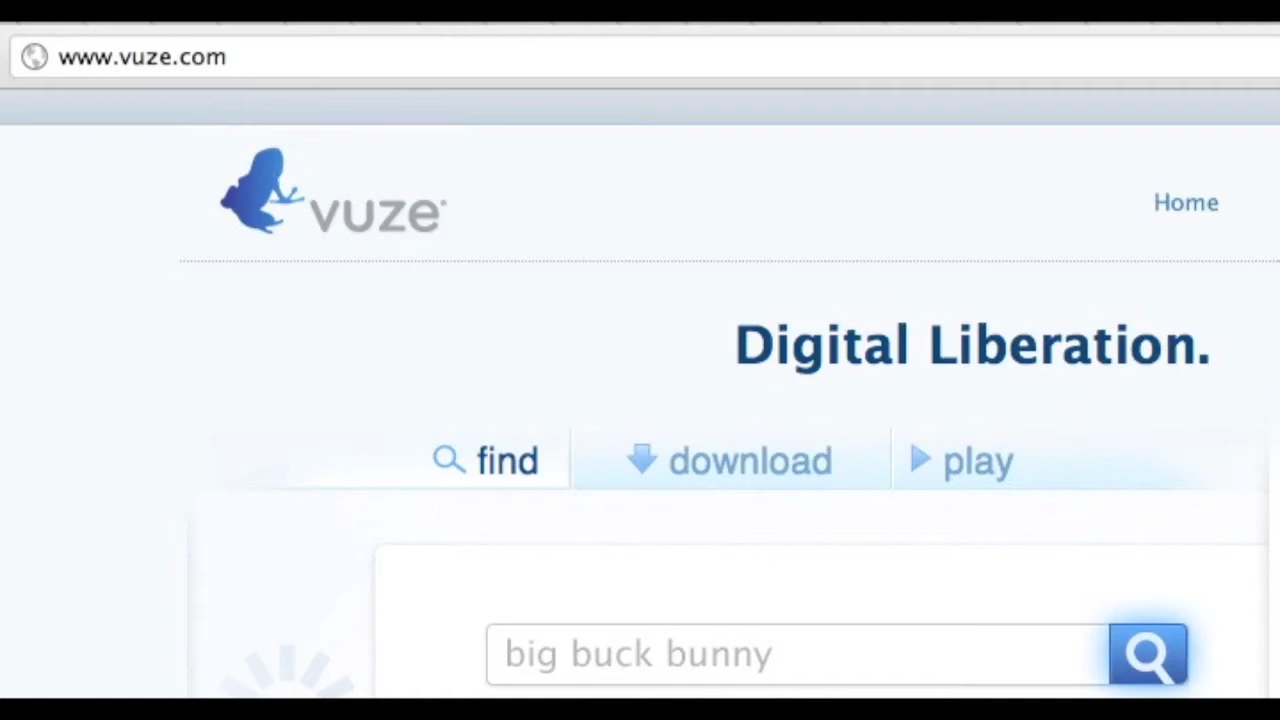 www.vuze.com
vuze
Home
Digital Liberation.
find download play
big buck bunny